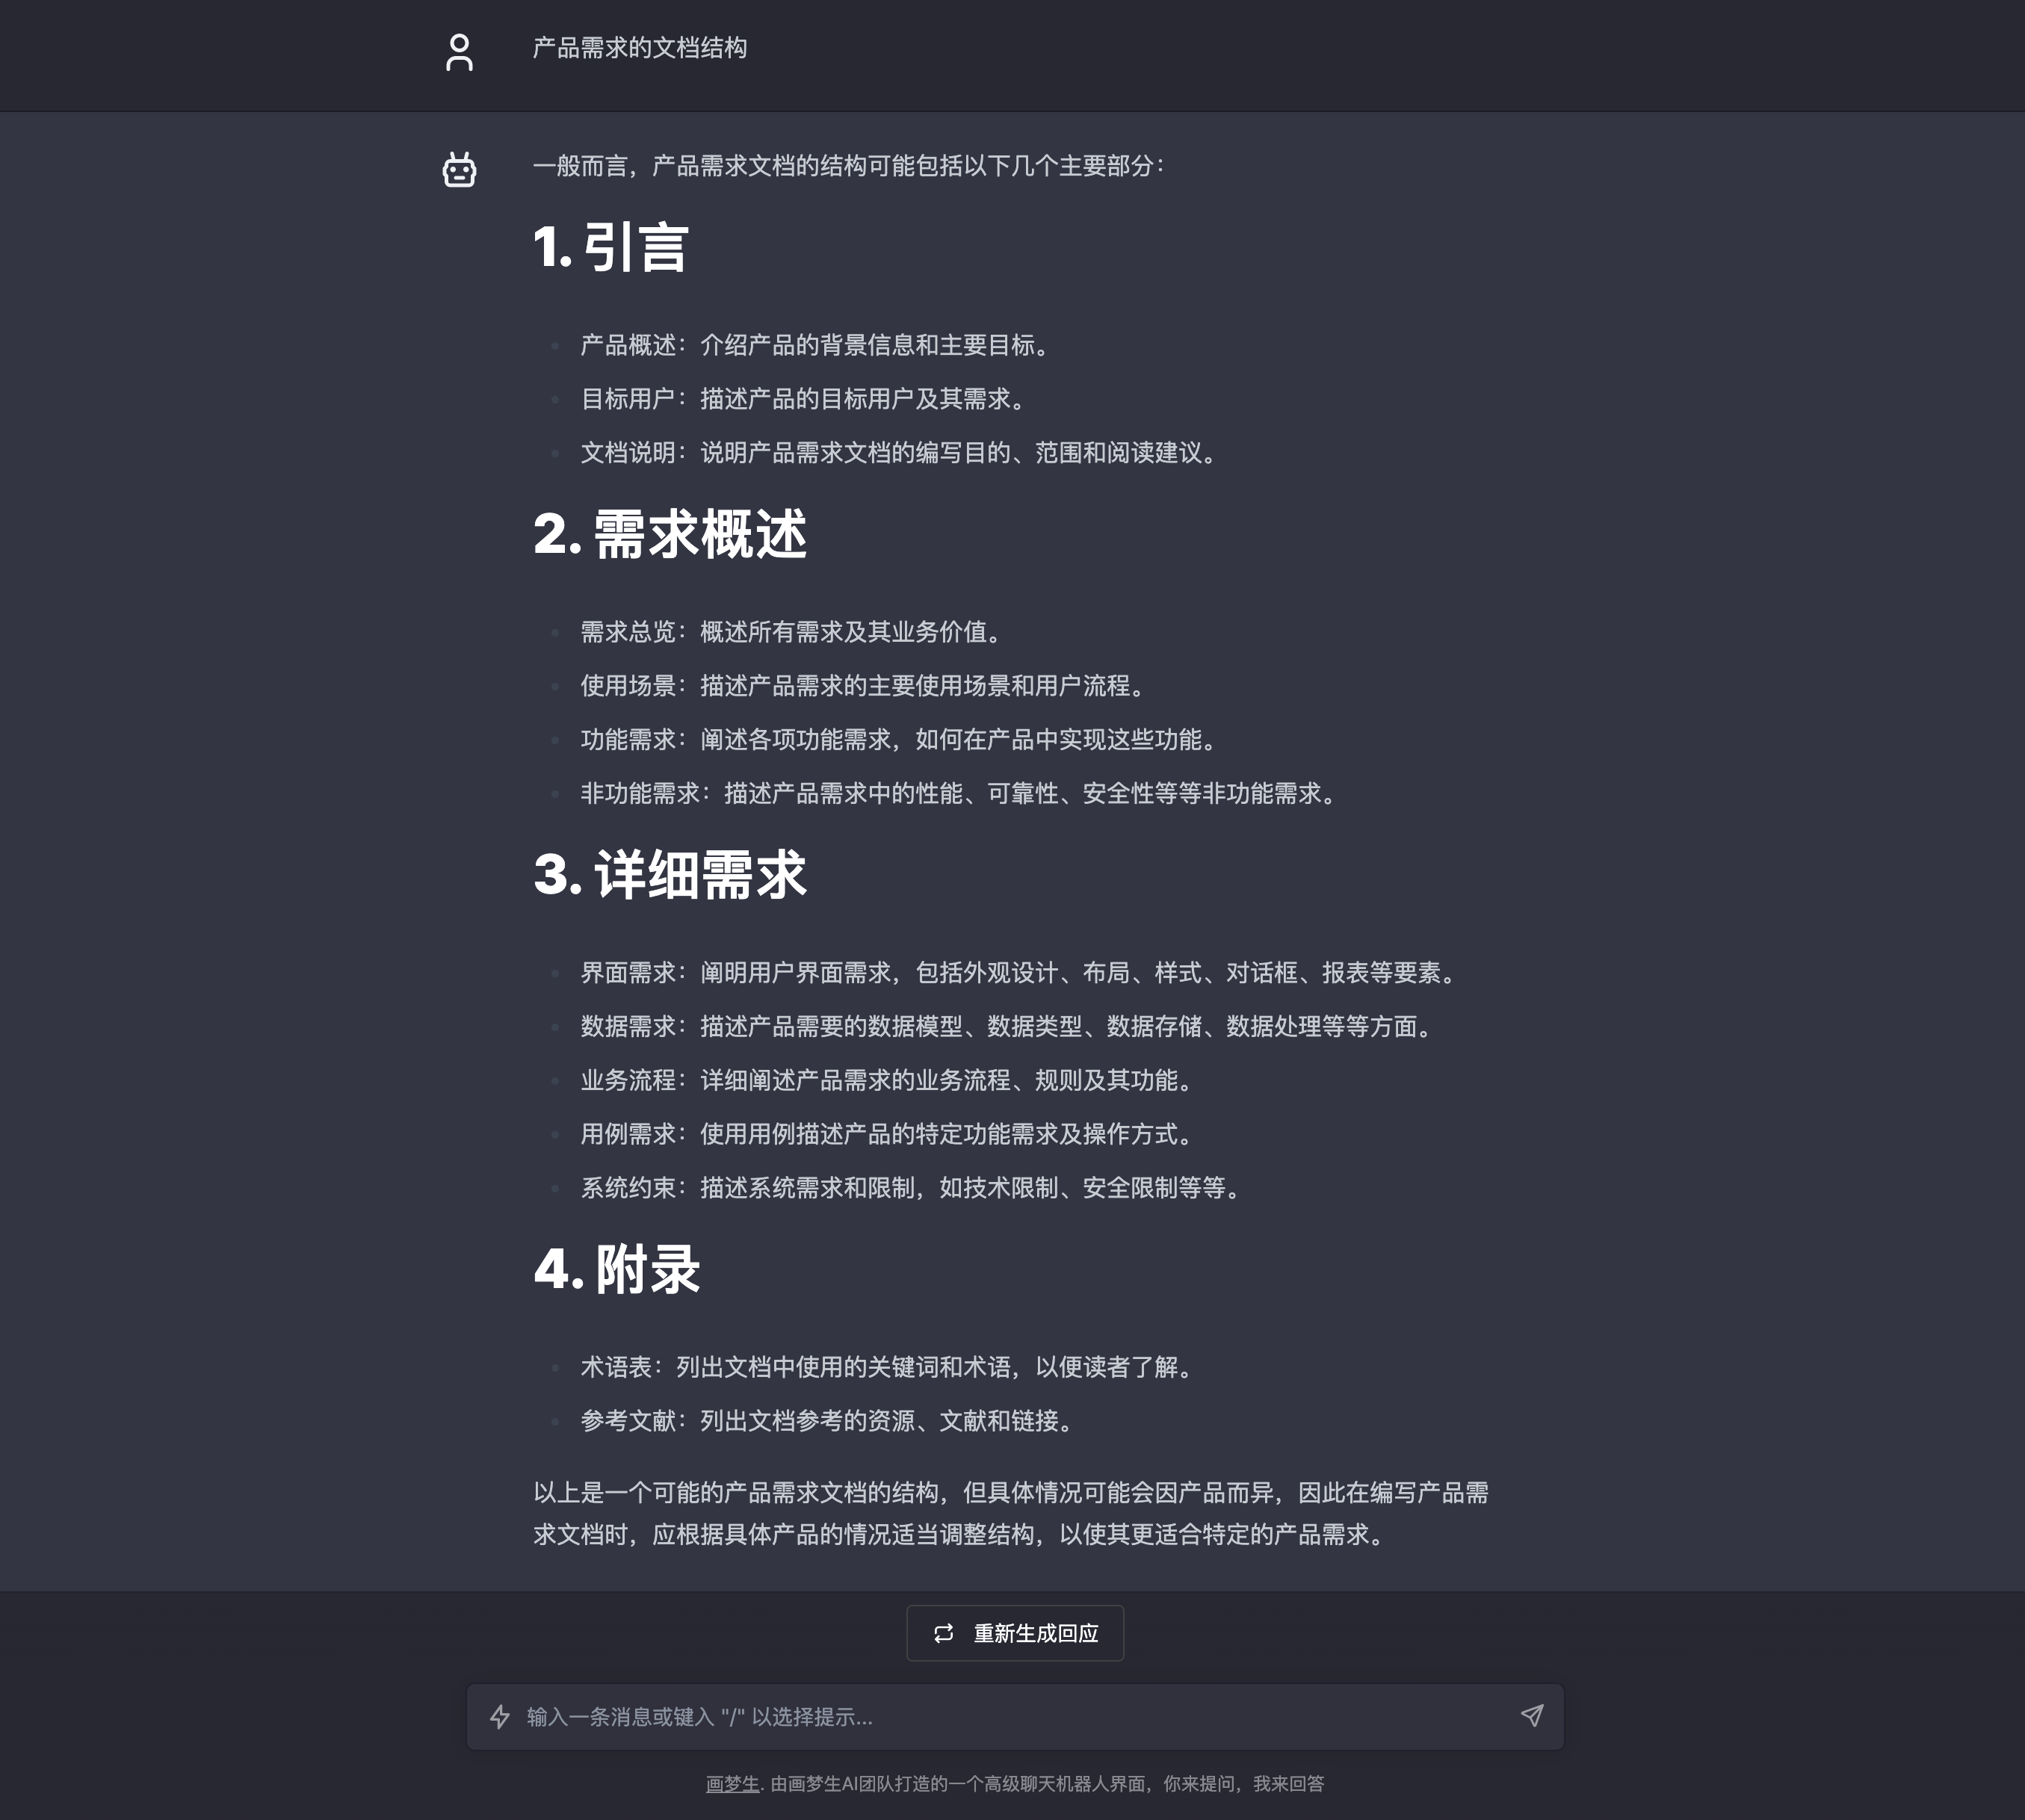 产品需求的文档结构
一般而言，产品需求文档的结构可能包括以下几个主要部分：
1. 引言
产品概述：介绍产品的背景信息和主要目标。
目标用户：描述产品的目标用户及其需求。
文档说明：说明产品需求文档的编写目的、范围和阅读建议。
2. 需求概述
需求总览：概述所有需求及其业务价值。
使用场景：描述产品需求的主要使用场景和用户流程。
功能需求：阐述各项功能需求，如何在产品中实现这些功能。
非功能需求：描述产品需求中的性能、可靠性、安全性等等非功能需求。
3. 详细需求
界面需求：阐明用户界面需求，包括外观设计、布局、样式、对话框、报表等要素。
数据需求：描述产品需要的数据模型、数据类型、数据存储、数据处理等等方面。
业务流程：详细阐述产品需求的业务流程、规则及其功能。
用例需求：使用用例描述产品的特定功能需求及操作方式。
系统约束：描述系统需求和限制，如技术限制、安全限制等等。
4. 附录
术语表：列出文档中使用的关键词和术语，以便读者了解。
参考文献：列出文档参考的资源、文献和链接。
以上是一个可能的产品需求文档的结构，但具体情况可能会因产品而异，因此在编写产品需
求文档时，应根据具体产品的情况适当调整结构，以使其更适合特定的产品需求。
重新生成回应
输入一条消息或键入 "/" 以选择提示...
画梦生. 由画梦生AI团队打造的一个高级聊天机器人界面，你来提问，我来回答